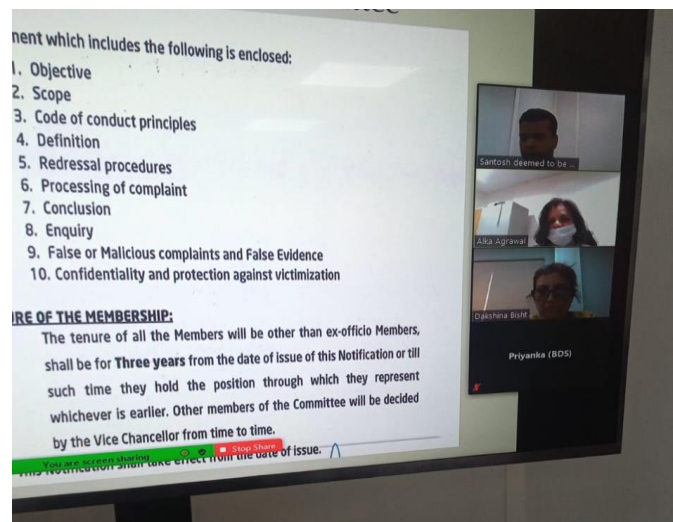 ment which includes the following is enclosed:
1. Objective
2. Scope
3. Code of conduct principles
4. Definition
5. Redressal procedures
6. Processing of complaint
7. Conclusion
8. Enquiry
9. False or Malicious complaints and False Evidence
10. Confidentiality and protection against victimization
RE OF THE MEMBERSHIP:
The tenure of all the Members will be other than ex-officio Members,
shall be for Three years from the date of issue of this Notification or till
such time they hold the position through which they represent
whichever is earlier. Other members of the Committee will be decided
by the Vice Chancellor from time to time.
This Notification shall take effect from the date of issue.
You are screen sharing
Stop Share
Santosh deemed to be ...
Alka Agrawal
Dakshina Bisht
Priyanka (BDS)